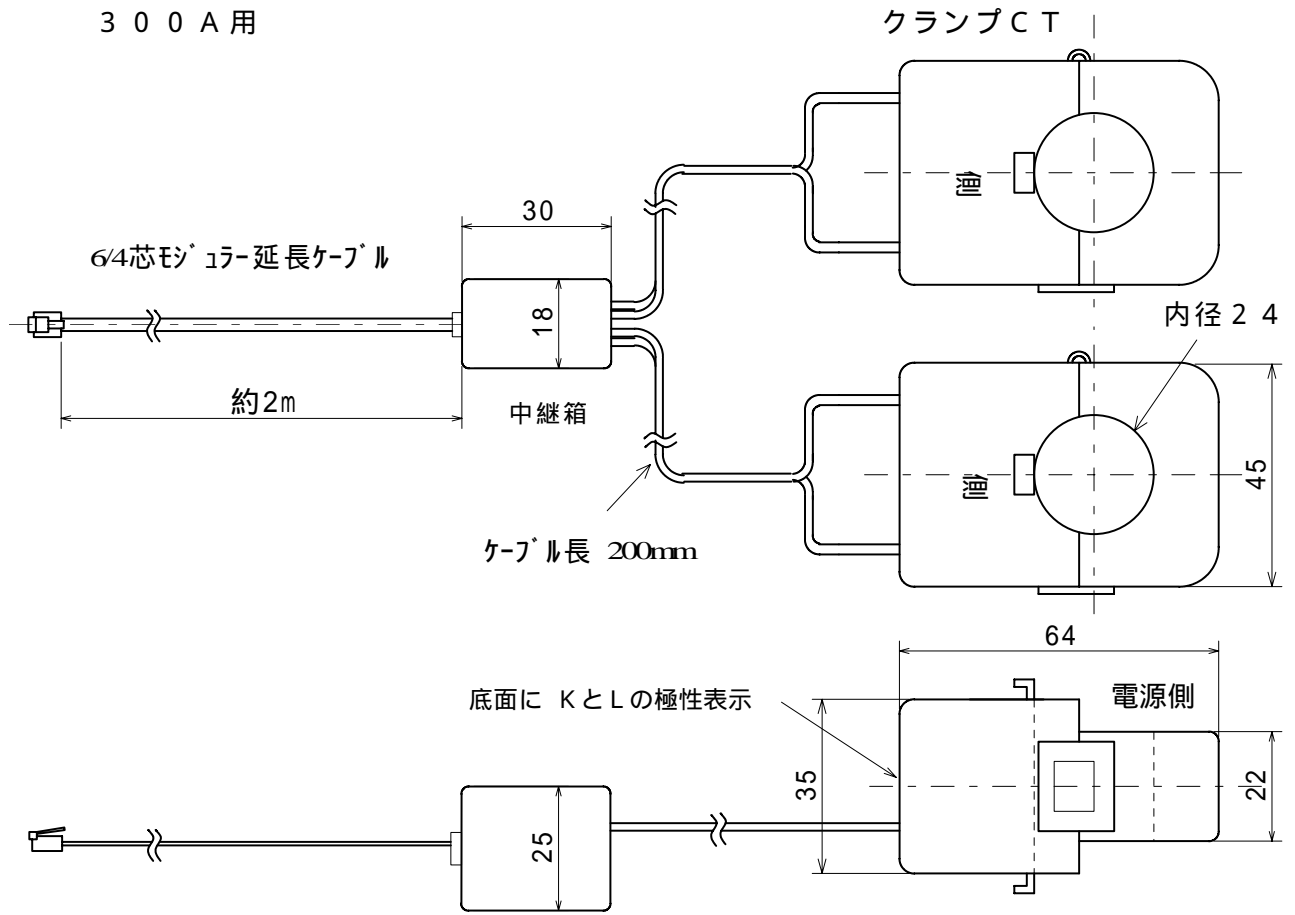 ３００Ａ用
クランプＣＴ
側
30
6/4芯ﾓｼﾞｭﾗｰ延長ｹｰﾌﾞﾙ
18
内径２４
約2m
中継箱
側
45
ｹｰﾌﾞﾙ長 200mm
64
底面に ＫとＬの極性表示
電源側
35
22
25